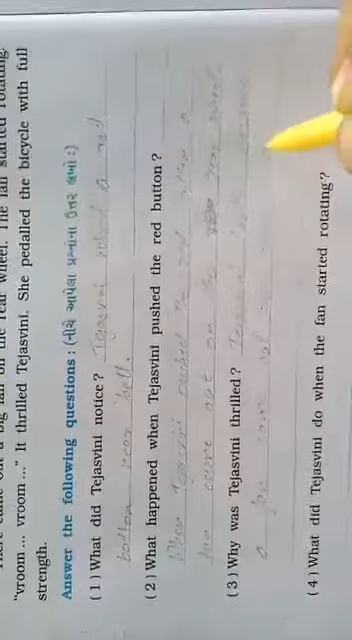 a big fan on the rear wheel. The fan started rotating.
"vroom ... vroom ..." It thrilled Tejasvini. She pedalled the bicycle with full
strength.
Answer the following questions : (નીચે આપેલા પ્રશ્નોના ઉત્તર લખો :)
( 1 ) What did Tejasvini notice ? Tejasvini noticed a red
button near bell.
( 2 ) What happened when Tejasvini pushed the red button ?
When Tejasvini pushed the red button a
fan came out on the rear wheel
( 3 ) Why was Tejasvini thrilled ? Tejasvini
a fan came out
( 4 ) What did Tejasvini do when the fan started rotating ?